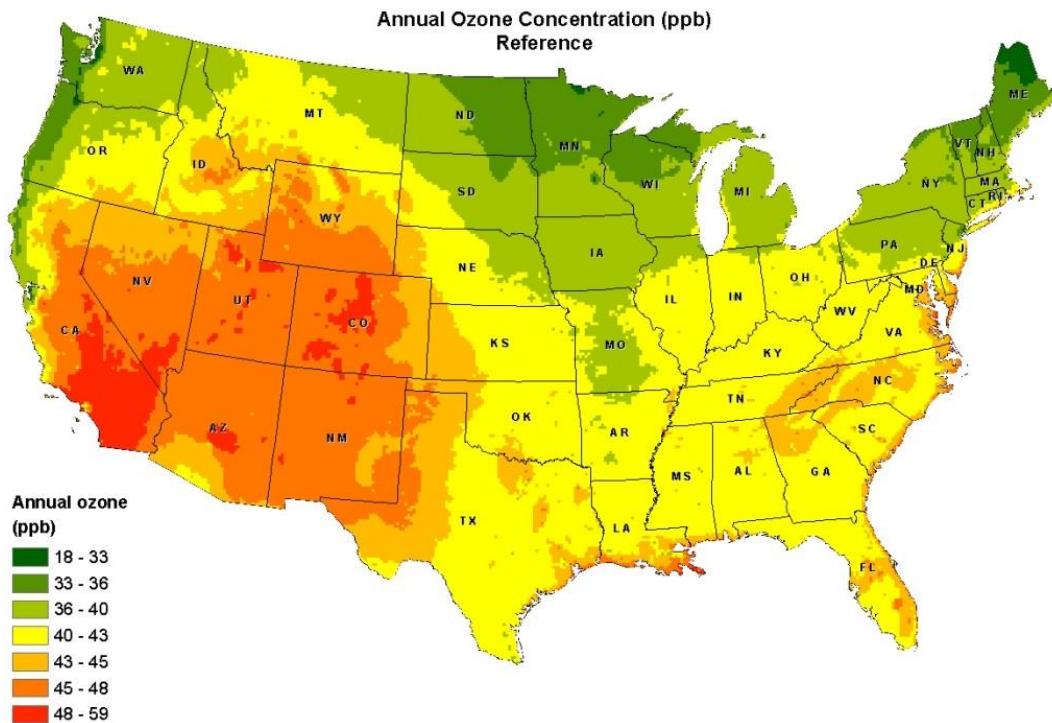 Annual Ozone Concentration (ppb)
Reference
WA
MT
ND
MN
ME
OR
ID
SD
WI
MI
VT
NH
NY
MA
CT
RI
WY
IA
PA
NJ
NE
OH
DE
MD
NV
UT
CO
IL
IN
WV
VA
CA
KS
MO
KY
NC
TN
AZ
NM
OK
AR
SC
MS
AL
GA
TX
LA
FL
Annual ozone
(ppb)
18 - 33
33 - 36
36 - 40
40 - 43
43 - 45
45 - 48
48 - 59